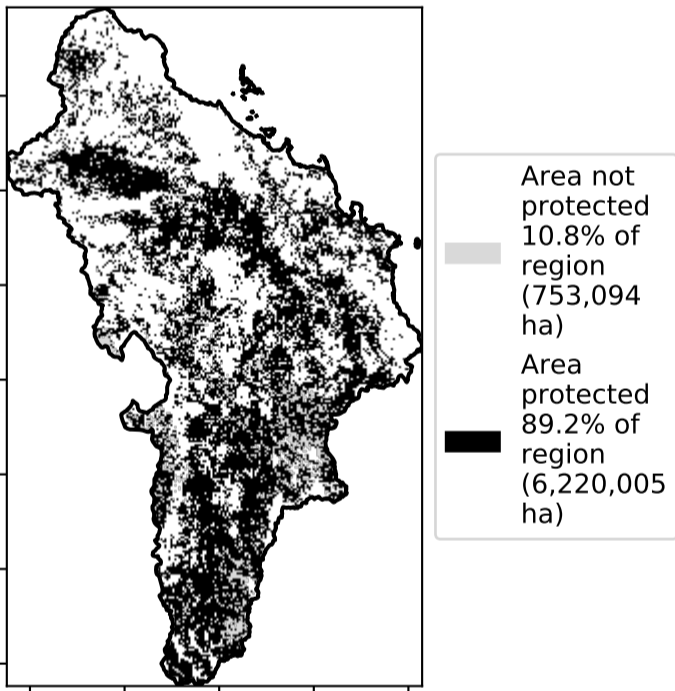 Area not
protected
10.8% of
region
(753,094
ha)
Area
protected
89.2% of
region
(6,220,005
ha)